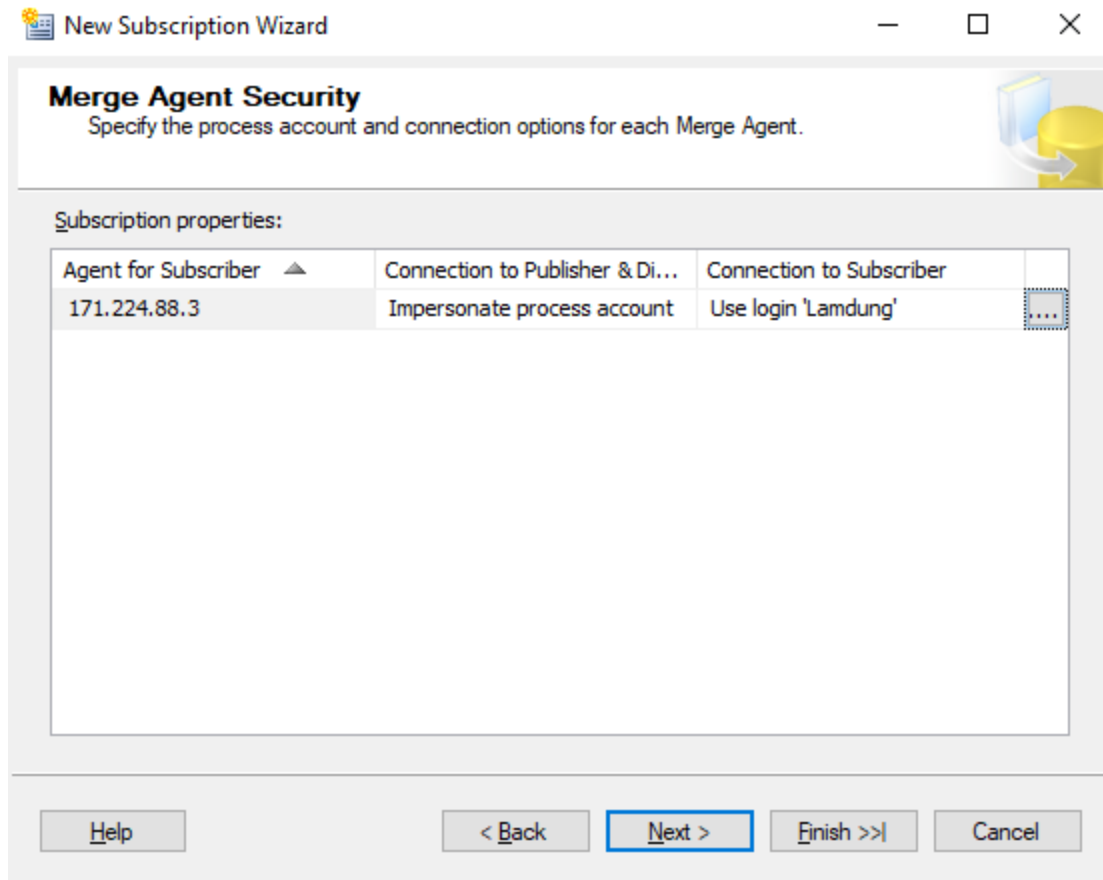 New Subscription Wizard
Merge Agent Security
Specify the process account and connection options for each Merge Agent.
Subscription properties:
Agent for Subscriber Connection to Publisher & Di... Connection to Subscriber
171.224.88.3 Impersonate process account Use login 'Lamdung' ....
Help < Back Next > Finish >>| Cancel